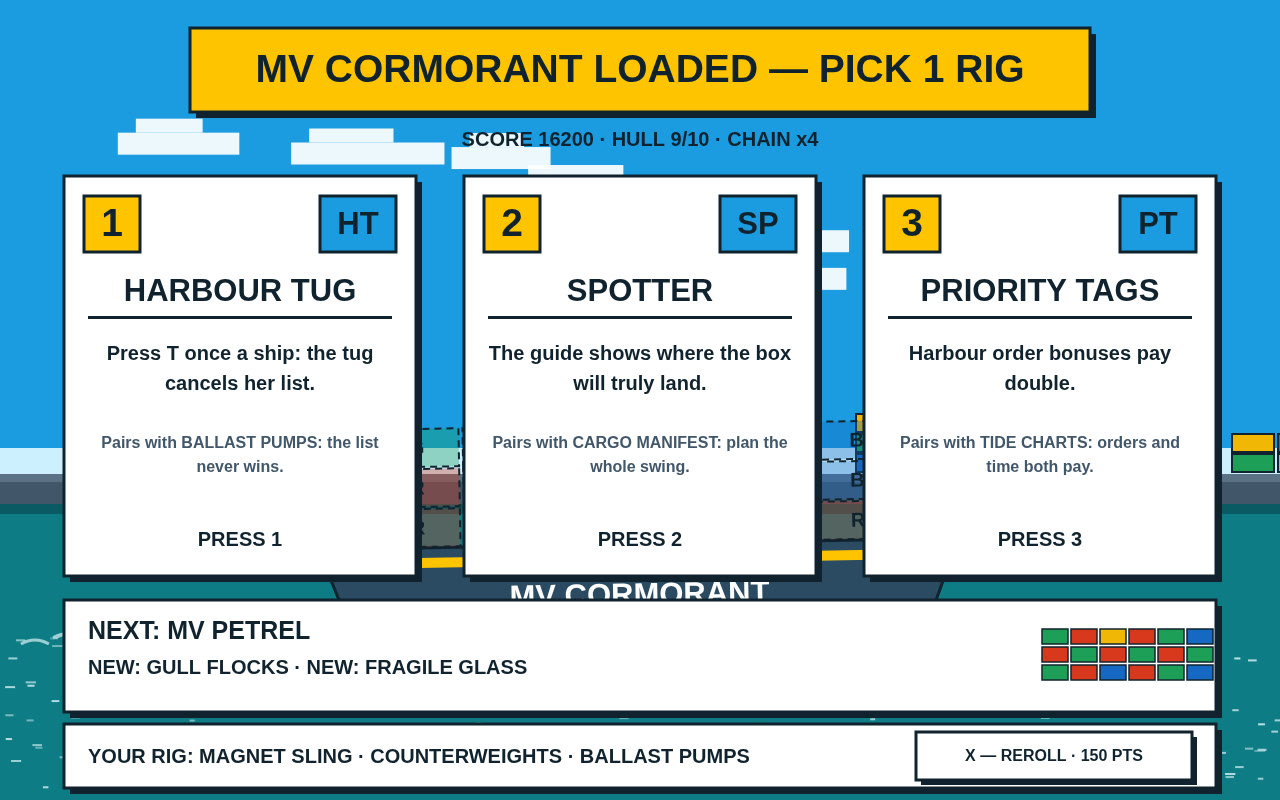 MV CORMORANT LOADED — PICK 1 RIG
SCORE 16200 · HULL 9/10 · CHAIN x4
1
HT
HARBOUR TUG
Press T once a ship: the tug
cancels her list.
Pairs with BALLAST PUMPS: the list
never wins.
PRESS 1
2
SP
SPOTTER
The guide shows where the box
will truly land.
Pairs with CARGO MANIFEST: plan the
whole swing.
PRESS 2
3
PT
PRIORITY TAGS
Harbour order bonuses pay
double.
Pairs with TIDE CHARTS: orders and
time both pay.
PRESS 3
B
B
R
MV CORMORANT
NEXT: MV PETREL
NEW: GULL FLOCKS · NEW: FRAGILE GLASS
YOUR RIG: MAGNET SLING · COUNTERWEIGHTS · BALLAST PUMPS
X — REROLL · 150 PTS